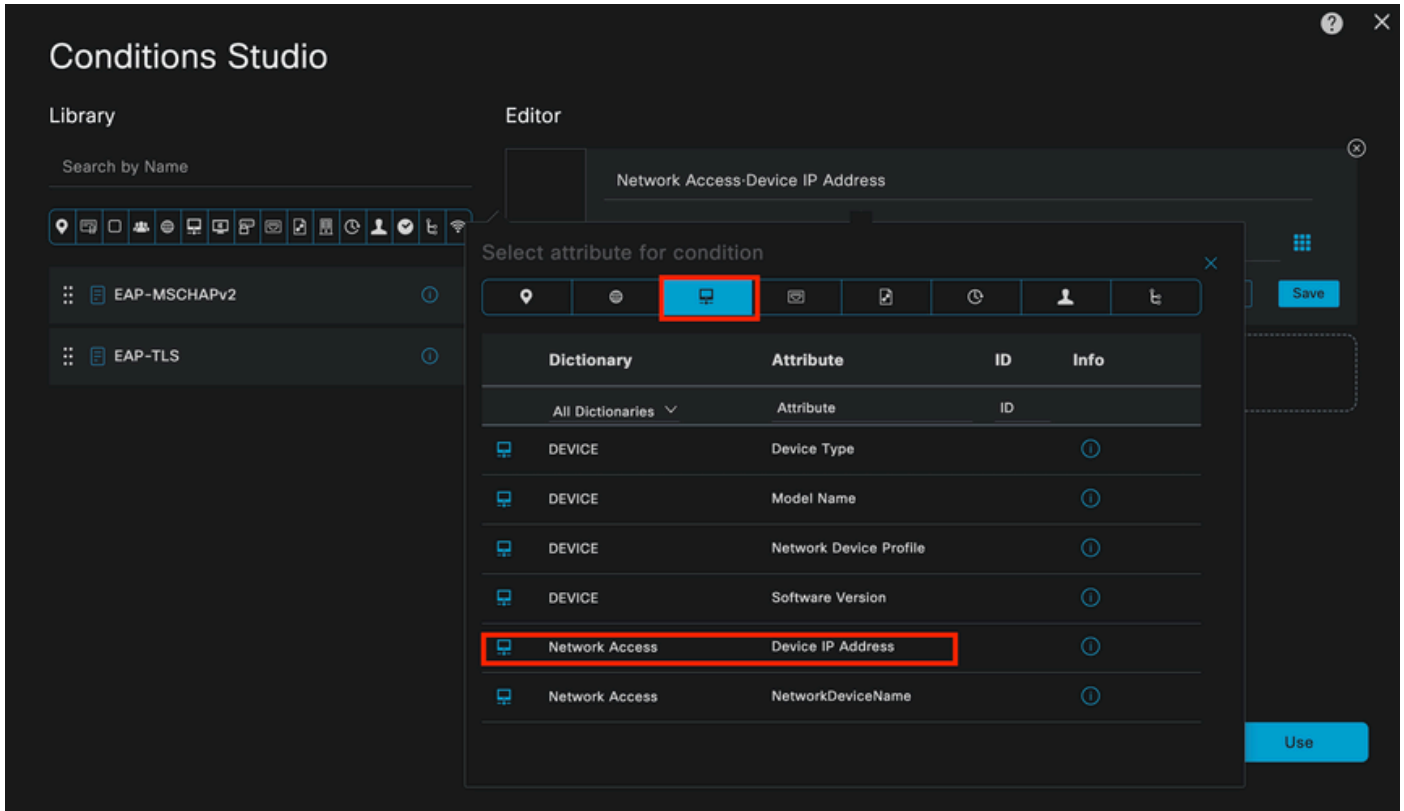 Conditions Studio
Library
Search by Name
EAP-MSCHAPv2
EAP-TLS
Editor
Network Access·Device IP Address
Select attribute for condition
Save
Dictionary Attribute ID Info
All Dictionaries Attribute ID
DEVICE Device Type
DEVICE Model Name
DEVICE Network Device Profile
DEVICE Software Version
Network Access Device IP Address
Network Access NetworkDeviceName
Use